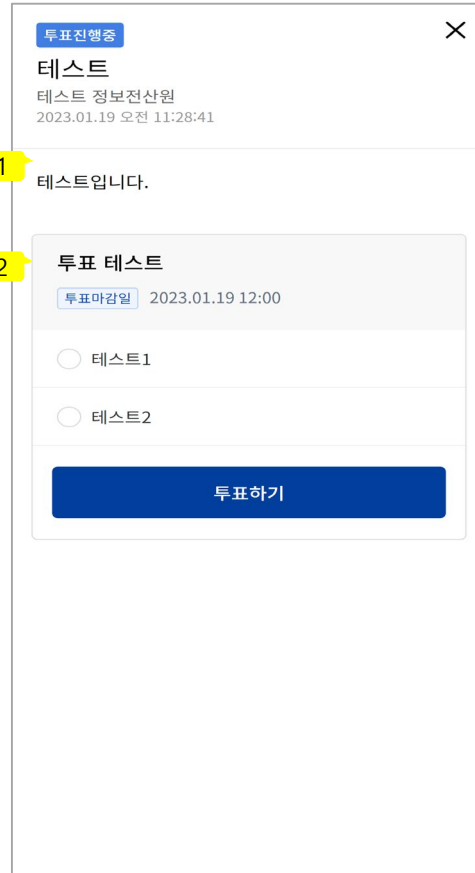 투표진행중
테스트
테스트 정보전산원
2023.01.19 오전 11:28:41
1
테스트입니다.
2
투표 테스트
투표마감일 2023.01.19 12:00
테스트1
테스트2
투표하기